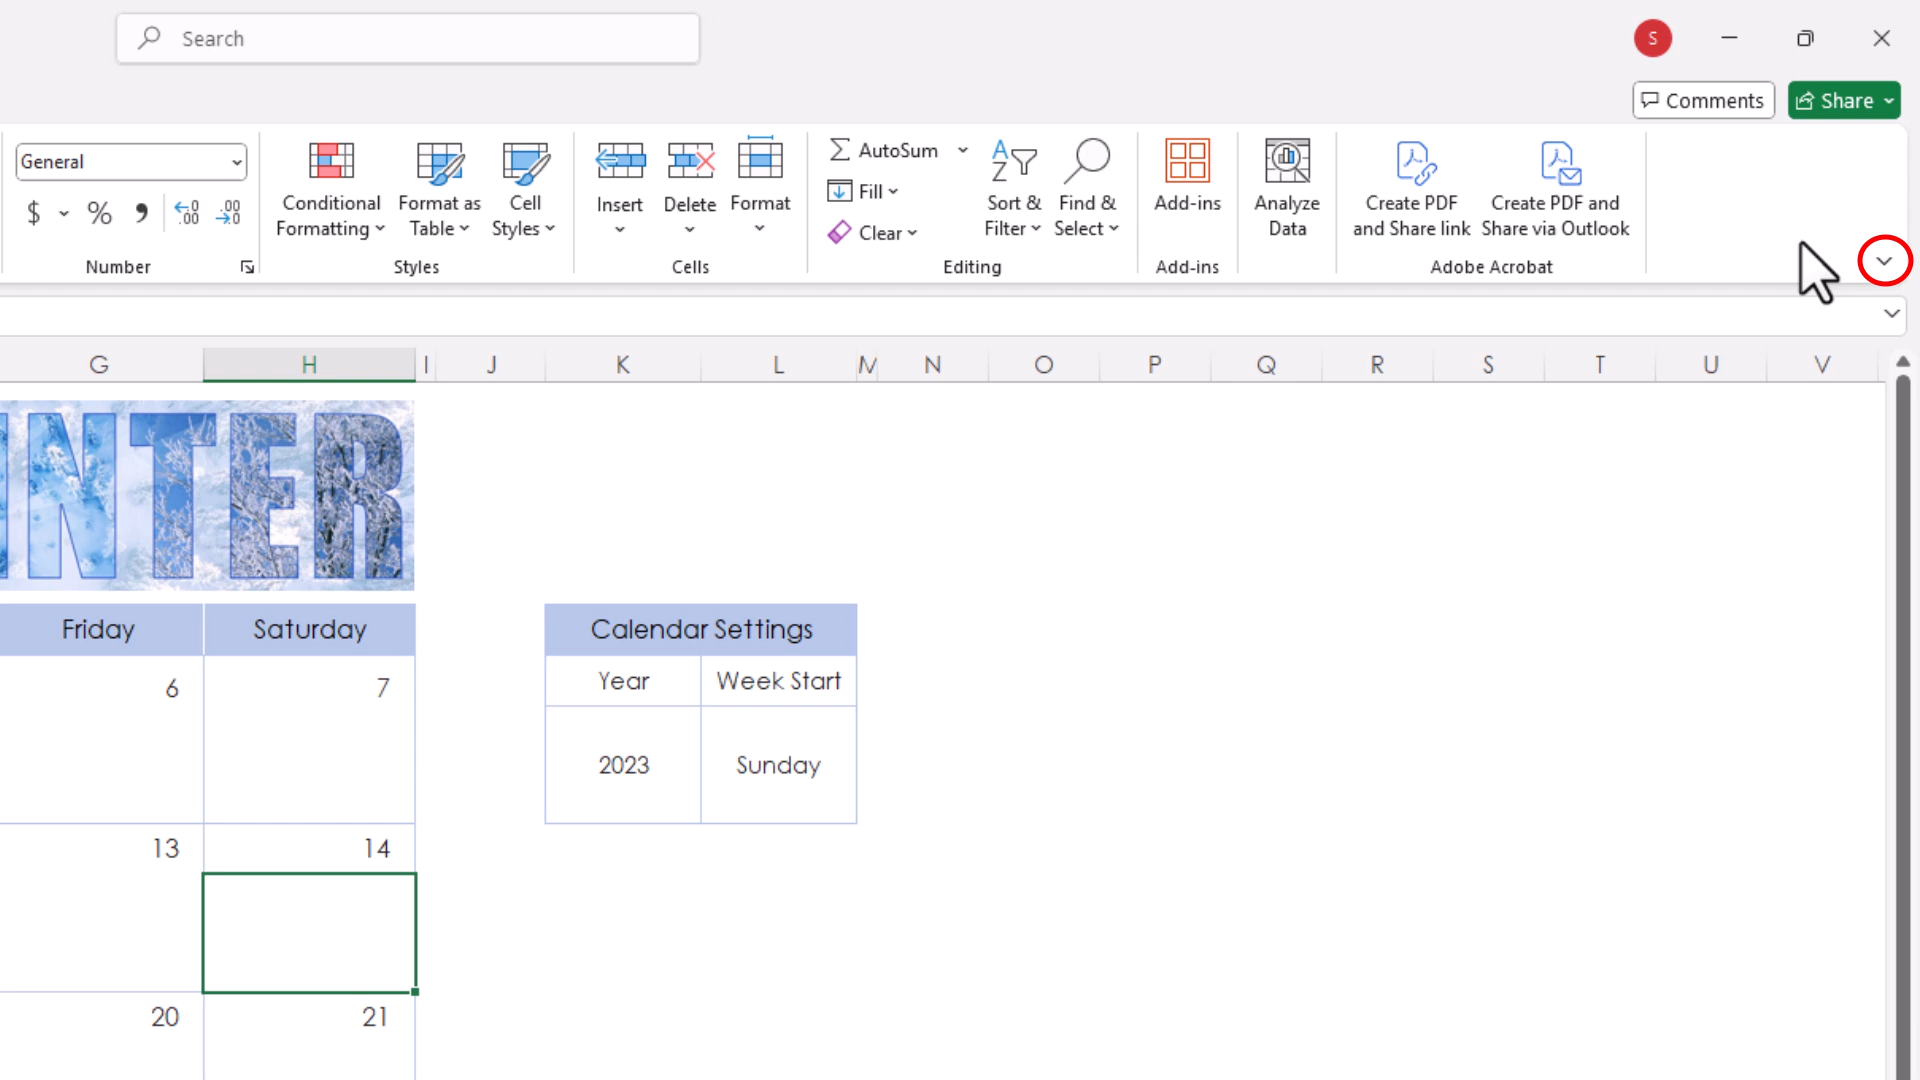 Search
S
Comments
Share
General
$ % , .00 .00
Conditional Formatting
Format as Table
Cell Styles
Insert
Delete
Format
AutoSum
Fill
Clear
Sort & Filter
Find & Select
Add-ins
Analyze Data
Create PDF and Share link
Create PDF and Share via Outlook
Number
Styles
Cells
Editing
Add-ins
Adobe Acrobat
G H I J K L M N O P Q R S T U V
INTER
Friday Saturday
Calendar Settings
Year Week Start
6 7
2023 Sunday
13 14
20 21